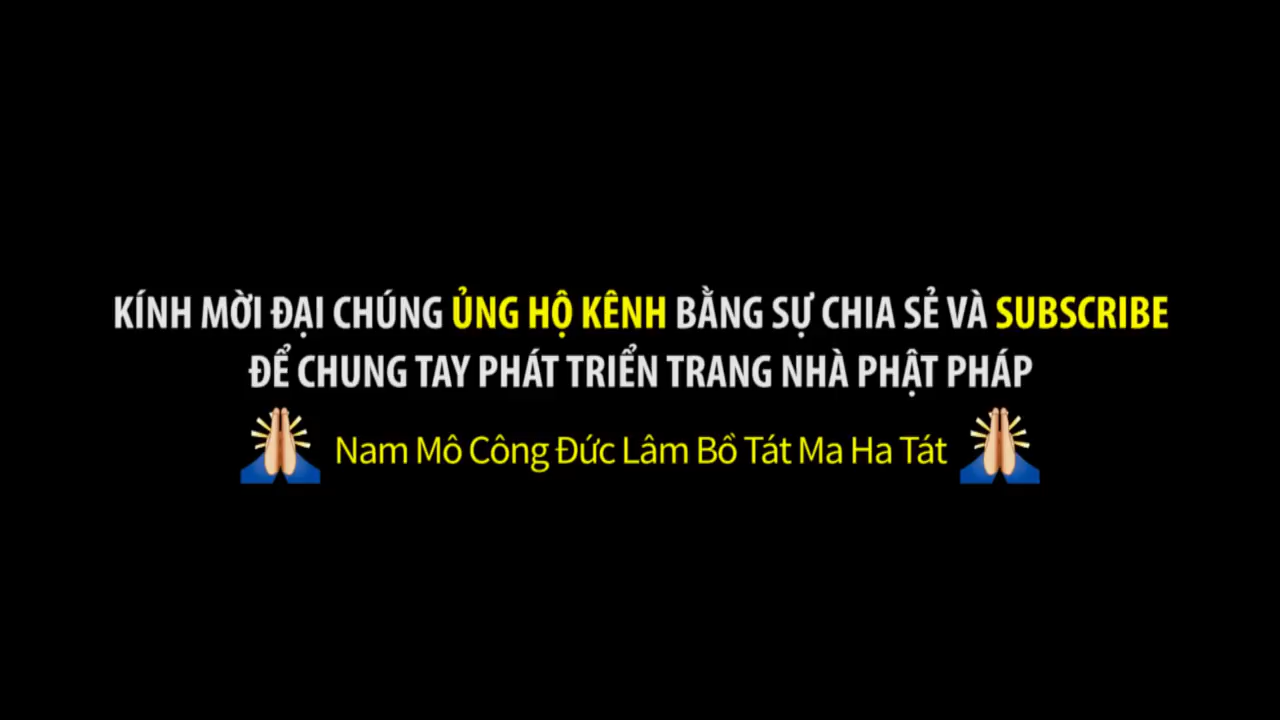 KÍNH MỜI ĐẠI CHÚNG ỦNG HỘ KÊNH BẰNG SỰ CHIA SẺ VÀ SUBSCRIBE
ĐỂ CHUNG TAY PHÁT TRIỂN TRANG NHÀ PHẬT PHÁP
Nam Mô Công Đức Lâm Bồ Tát Ma Ha Tát